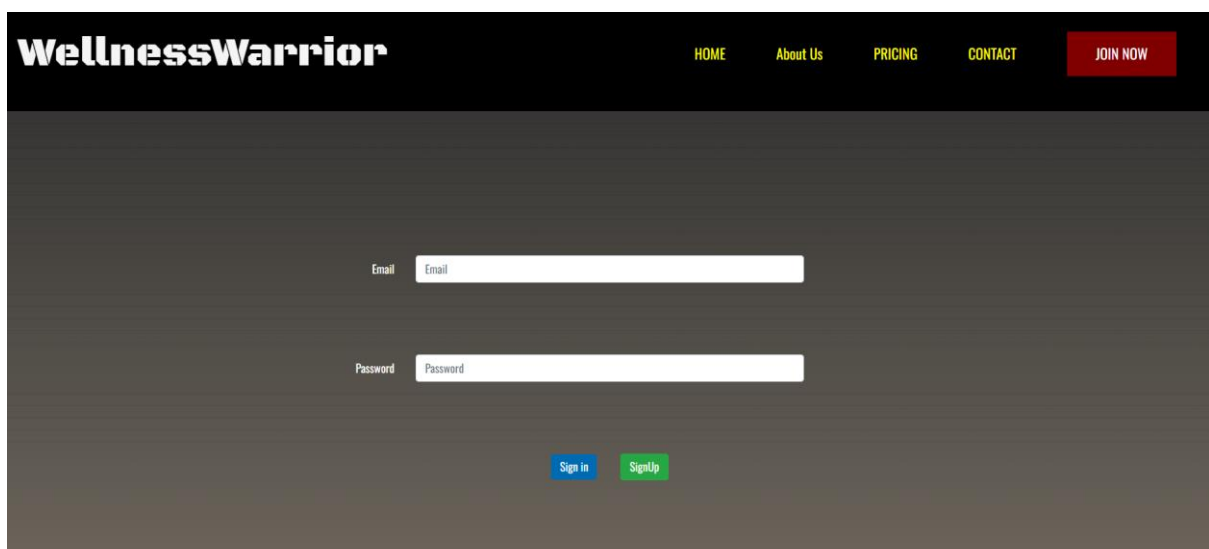 WellnessWarrior HOME About Us PRICING CONTACT JOIN NOW
Email Email
Password Password
Sign in SignUp